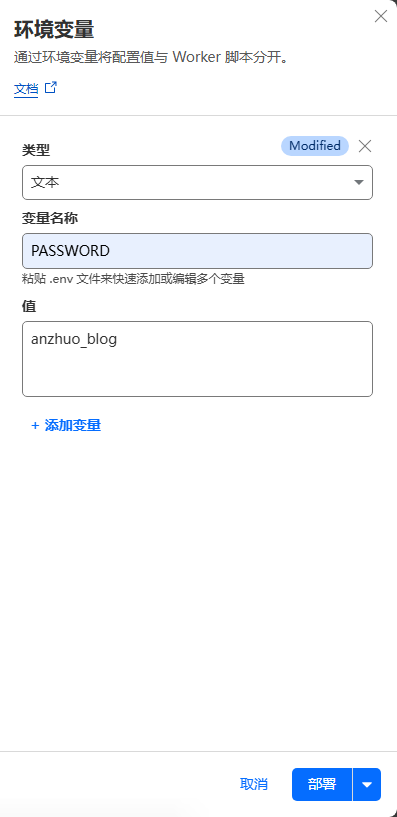 环境变量
通过环境变量将配置值与 Worker 脚本分开。
文档
类型
Modified
文本
变量名称
PASSWORD
粘贴 .env 文件来快速添加或编辑多个变量
值
anzhuo_blog
+ 添加变量
取消
部署